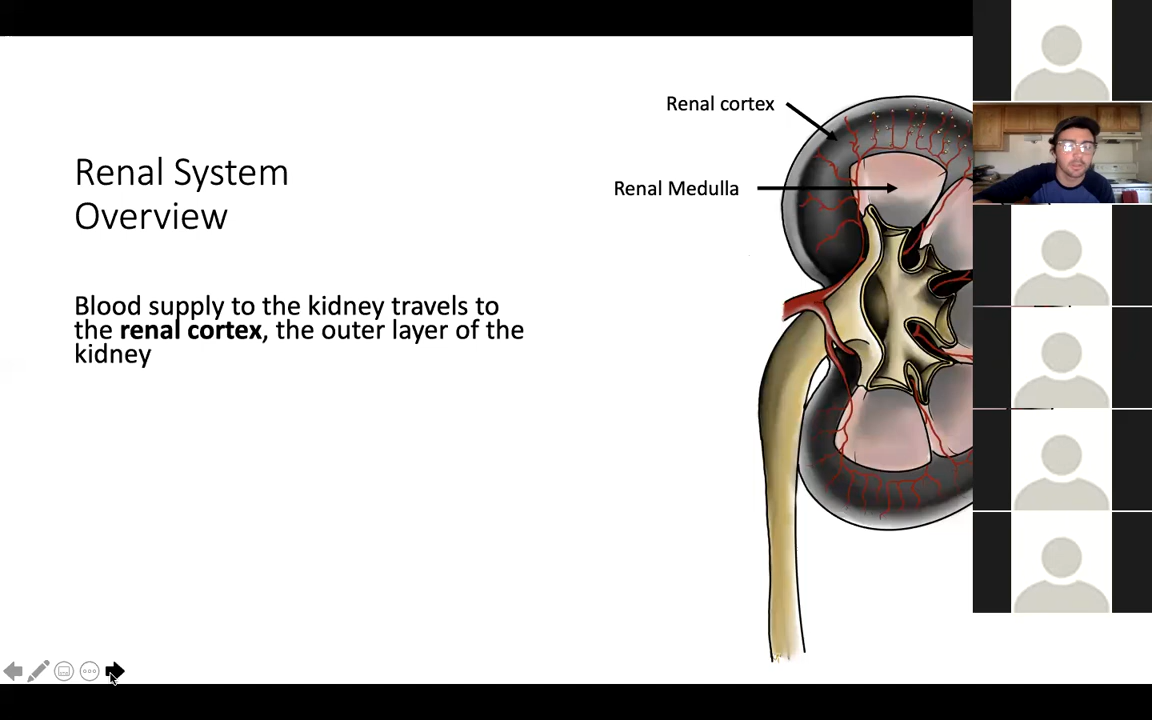 Renal cortex
Renal Medulla
Renal System
Overview
Blood supply to the kidney travels to
the renal cortex, the outer layer of the
kidney